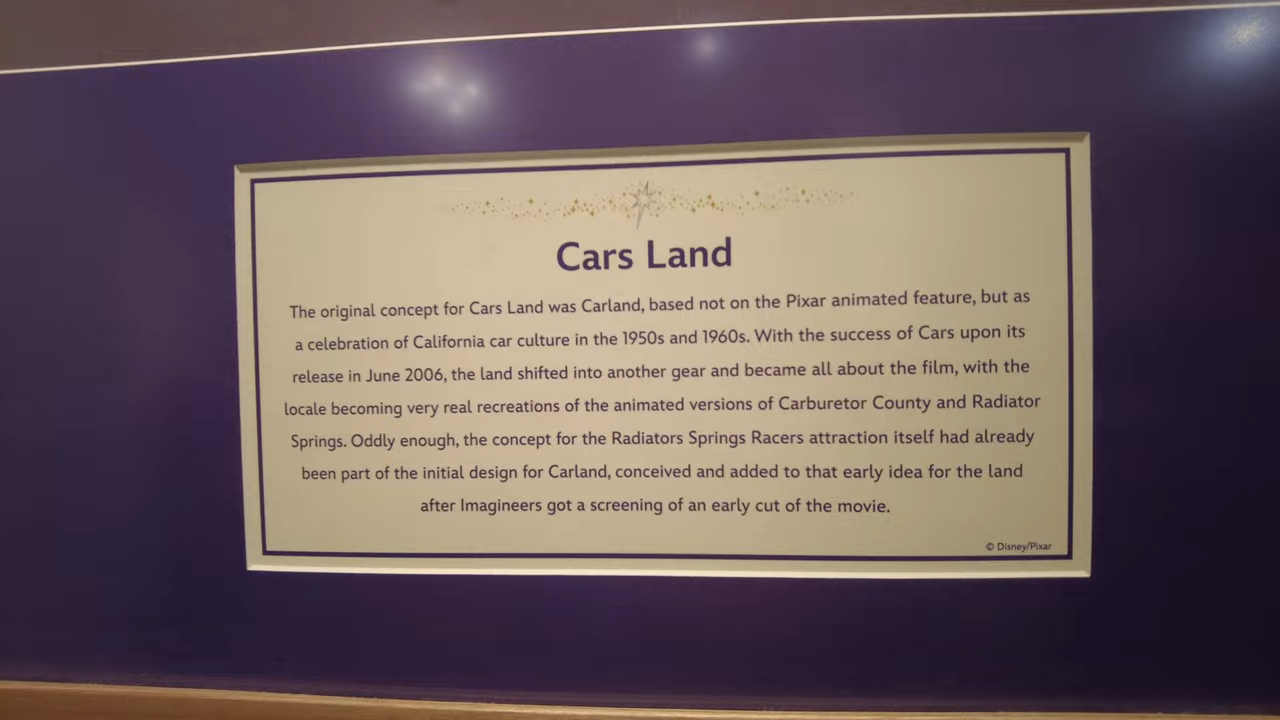 Cars Land
The original concept for Cars Land was Carland, based not on the Pixar animated feature, but as
a celebration of California car culture in the 1950s and 1960s. With the success of Cars upon its
release in June 2006, the land shifted into another gear and became all about the film, with the
locale becoming very real recreations of the animated versions of Carburetor County and Radiator
Springs. Oddly enough, the concept for the Radiators Springs Racers attraction itself had already
been part of the initial design for Carland, conceived and added to that early idea for the land
after Imagineers got a screening of an early cut of the movie.
© Disney/Pixar